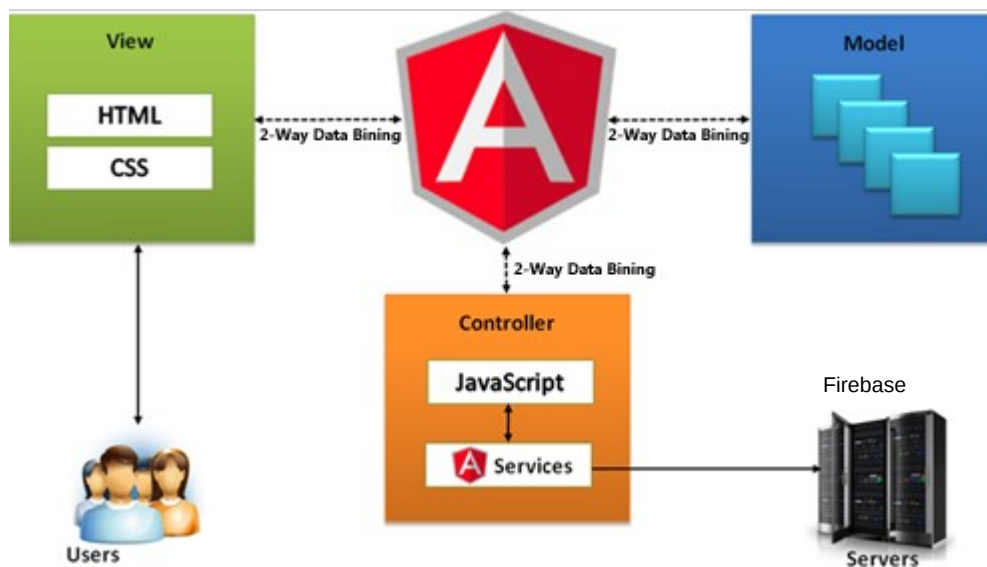 View
HTML
CSS
2-Way Data Bining
A
2-Way Data Bining
Model
2-Way Data Bining
Controller
JavaScript
A Services
Firebase
Users
Servers